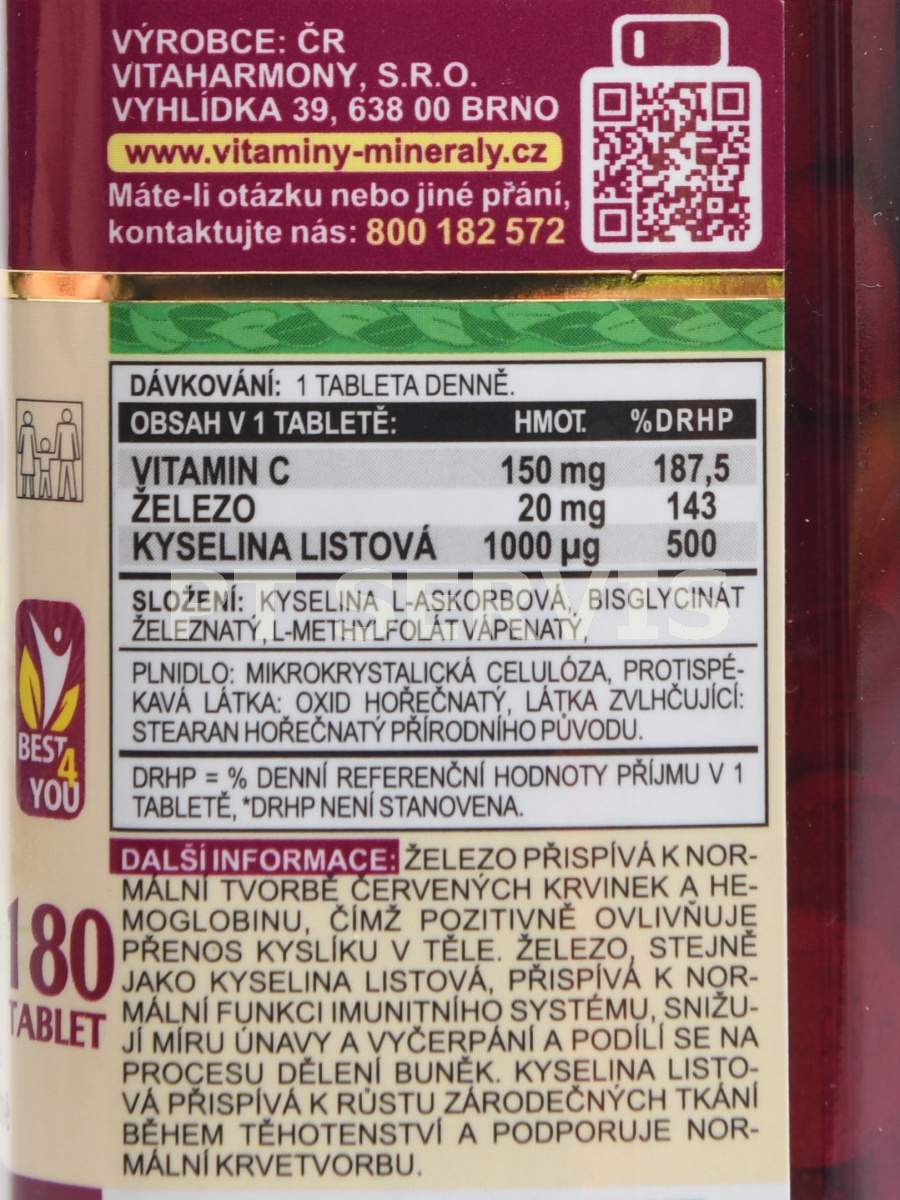 VÝROBCE: ČR
VITAHARMONY, S.R.O.
VYHLÍDKA 39, 638 00 BRNO
www.vitaminy-mineraly.cz
Máte-li otázku nebo jiné přání,
kontaktujte nás: 800 182 572
DÁVKOVÁNÍ: 1 TABLETA DENNĚ.
OBSAH V 1 TABLETĚ: HMOT. %DRHP
VITAMIN C 150 mg 187,5
ŽELEZO 20 mg 143
KYSELINA LISTOVÁ 1000 µg 500
PT SERVIS
SLOŽENÍ: KYSELINA L-ASKORBOVÁ, BISGLYCINÁT
ŽELEZNATÝ, L-METHYLFOLÁT VÁPENATÝ,
PLNIDLO: MIKROKRYSTALICKÁ CELULÓZA, PROTISPÉ-
KAVÁ LÁTKA: OXID HOŘEČNATÝ, LÁTKA ZVLHČUJÍCÍ:
STEARAN HOŘEČNATÝ PŘÍRODNÍHO PŮVODU.
DRHP = % DENNÍ REFERENČNÍ HODNOTY PŘÍJMU V 1
TABLETĚ, *DRHP NENÍ STANOVENA.
BEST
4
YOU
180
TABLET
DALŠÍ INFORMACE: ŽELEZO PŘISPÍVÁ K NOR-
MÁLNÍ TVORBĚ ČERVENÝCH KRVINEK A HE-
MOGLOBINU, ČÍMŽ POZITIVNĚ OVLIVŇUJE
PŘENOS KYSLÍKU V TĚLE. ŽELEZO, STEJNĚ
JAKO KYSELINA LISTOVÁ, PŘISPÍVÁ K NOR-
MÁLNÍ FUNKCI IMUNITNÍHO SYSTÉMU, SNIŽU-
JÍ MÍRU ÚNAVY A VYČERPÁNÍ A PODÍLÍ SE NA
PROCESU DĚLENÍ BUNĚK. KYSELINA LISTO-
VÁ PŘISPÍVÁ K RŮSTU ZÁRODEČNÝCH TKÁNÍ
BĚHEM TĚHOTENSTVÍ A PODPORUJE NOR-
MÁLNÍ KRVETVORBU.